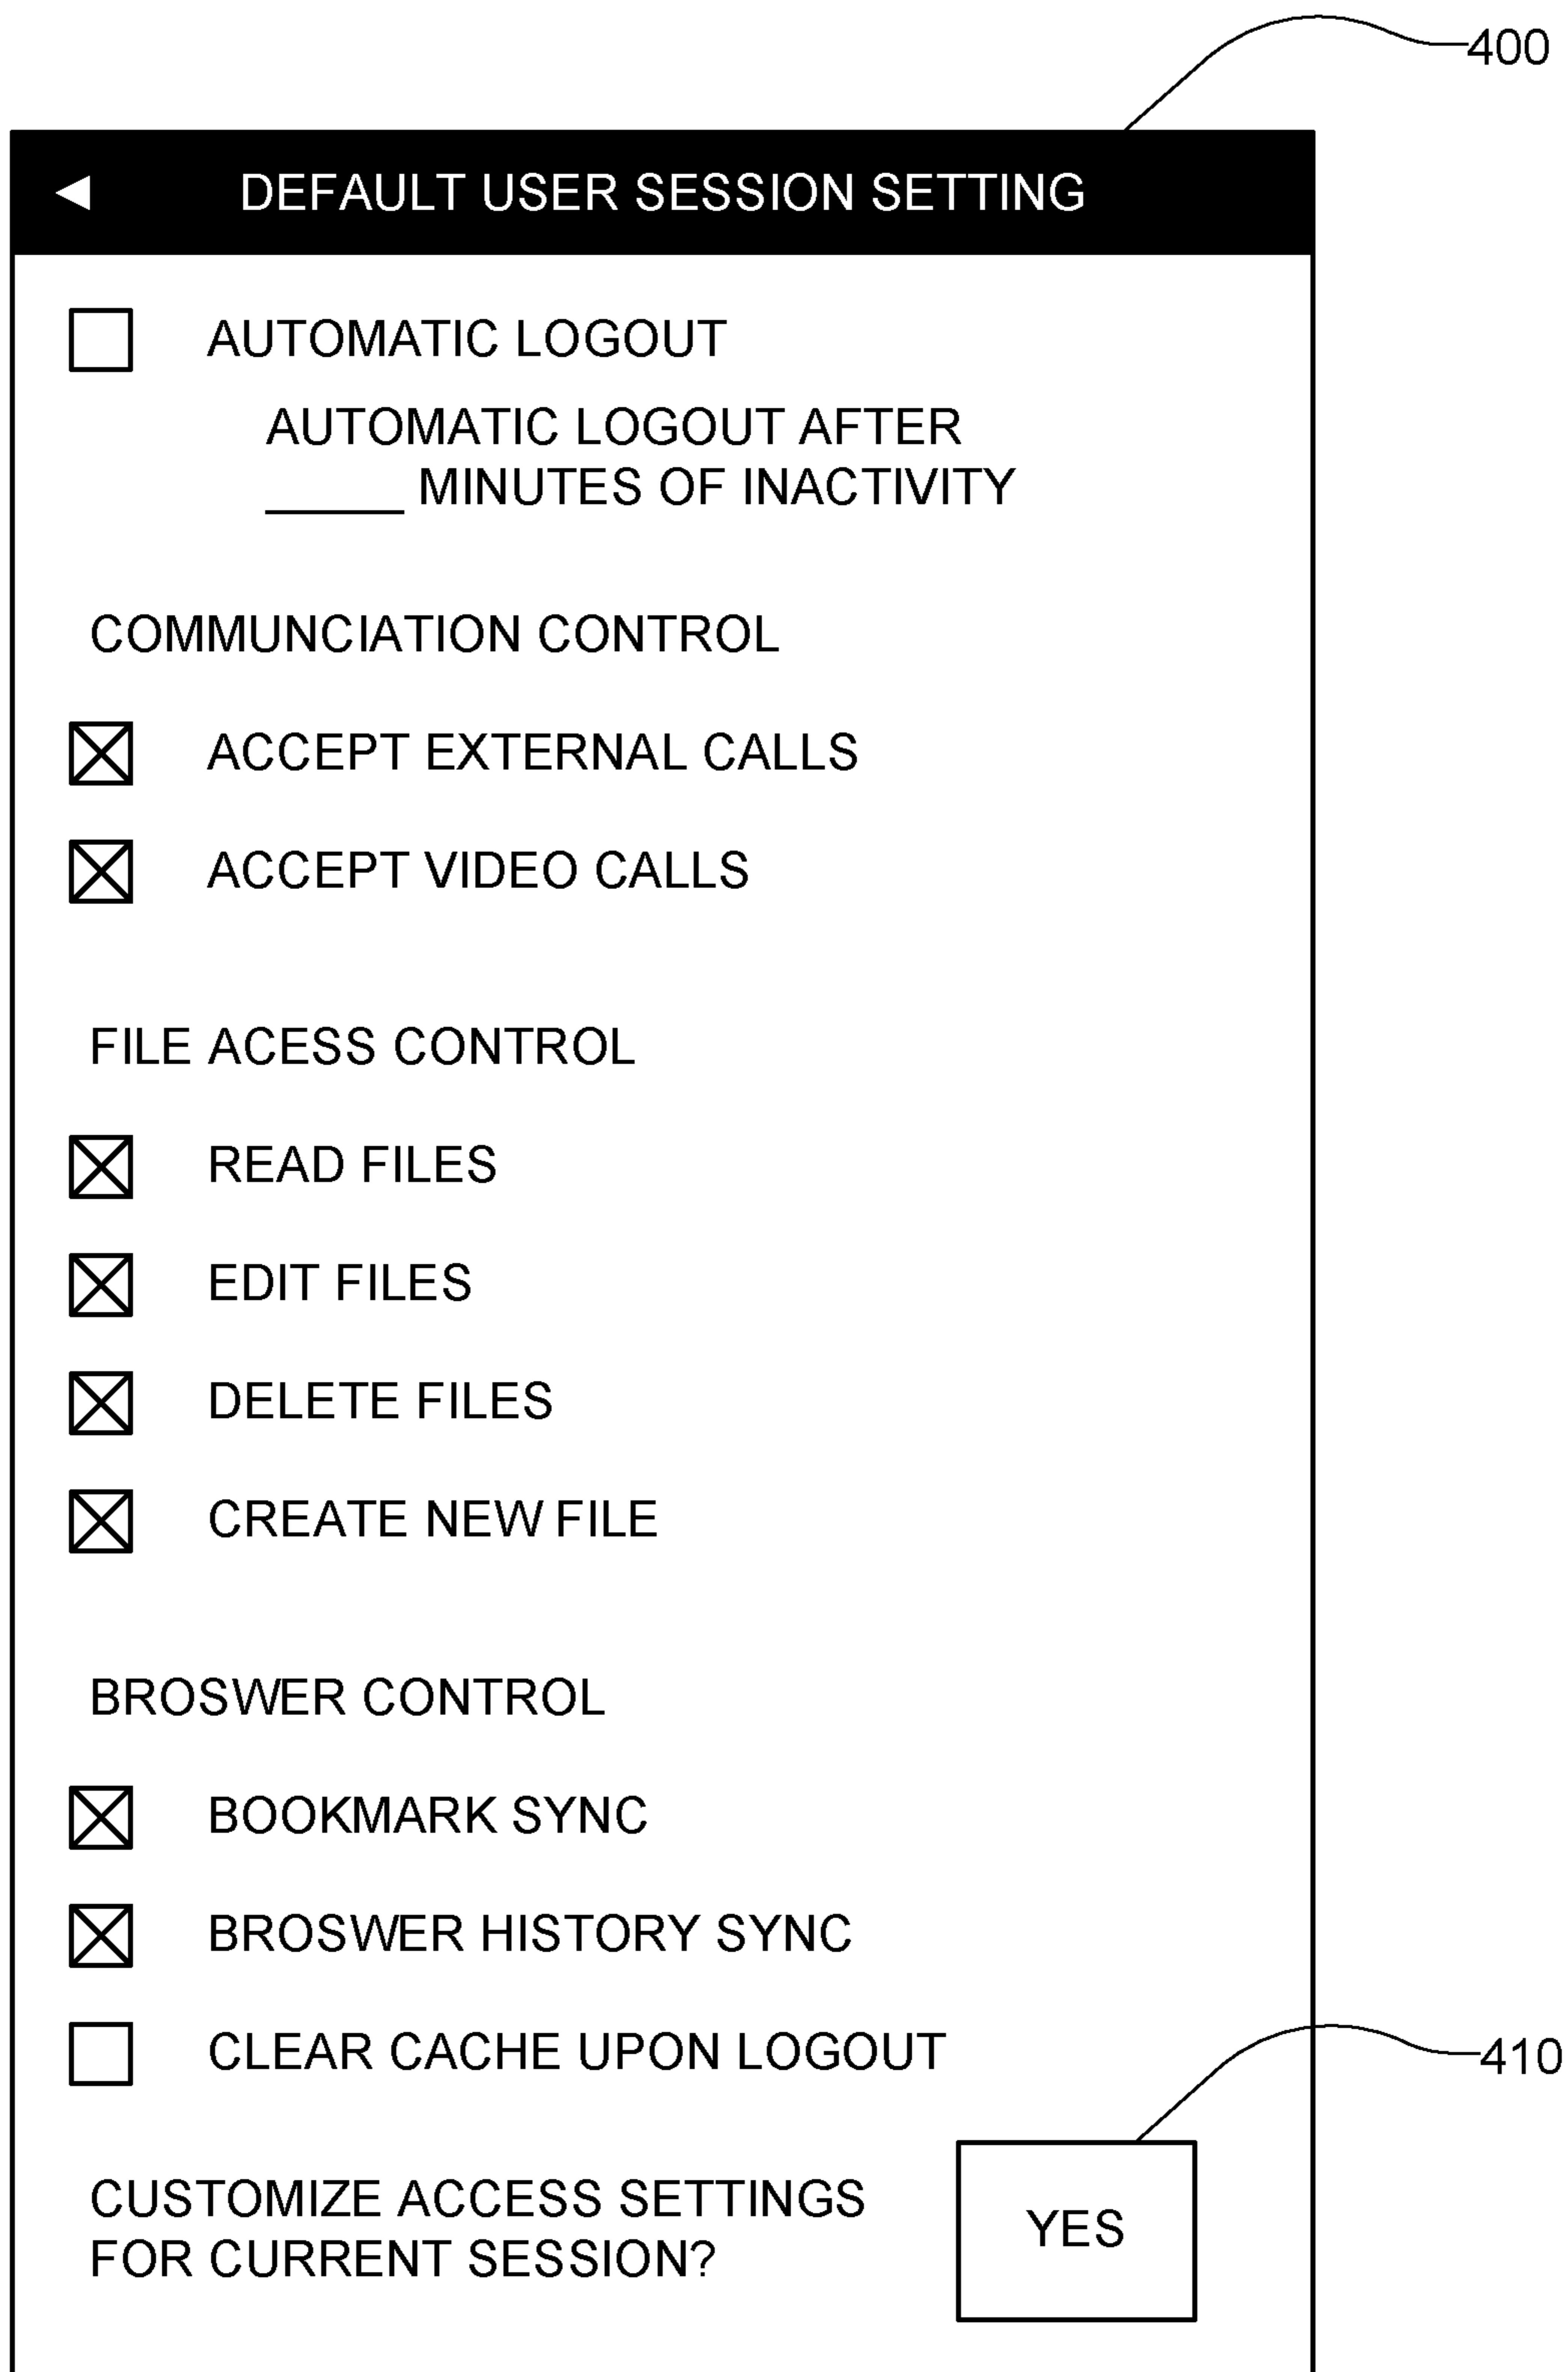 400
DEFAULT USER SESSION SETTING
AUTOMATIC LOGOUT
AUTOMATIC LOGOUT AFTER
______ MINUTES OF INACTIVITY
COMMUNCIATION CONTROL
ACCEPT EXTERNAL CALLS
ACCEPT VIDEO CALLS
FILE ACESS CONTROL
READ FILES
EDIT FILES
DELETE FILES
CREATE NEW FILE
BROSWER CONTROL
BOOKMARK SYNC
BROSWER HISTORY SYNC
CLEAR CACHE UPON LOGOUT
410
CUSTOMIZE ACCESS SETTINGS
FOR CURRENT SESSION?
YES